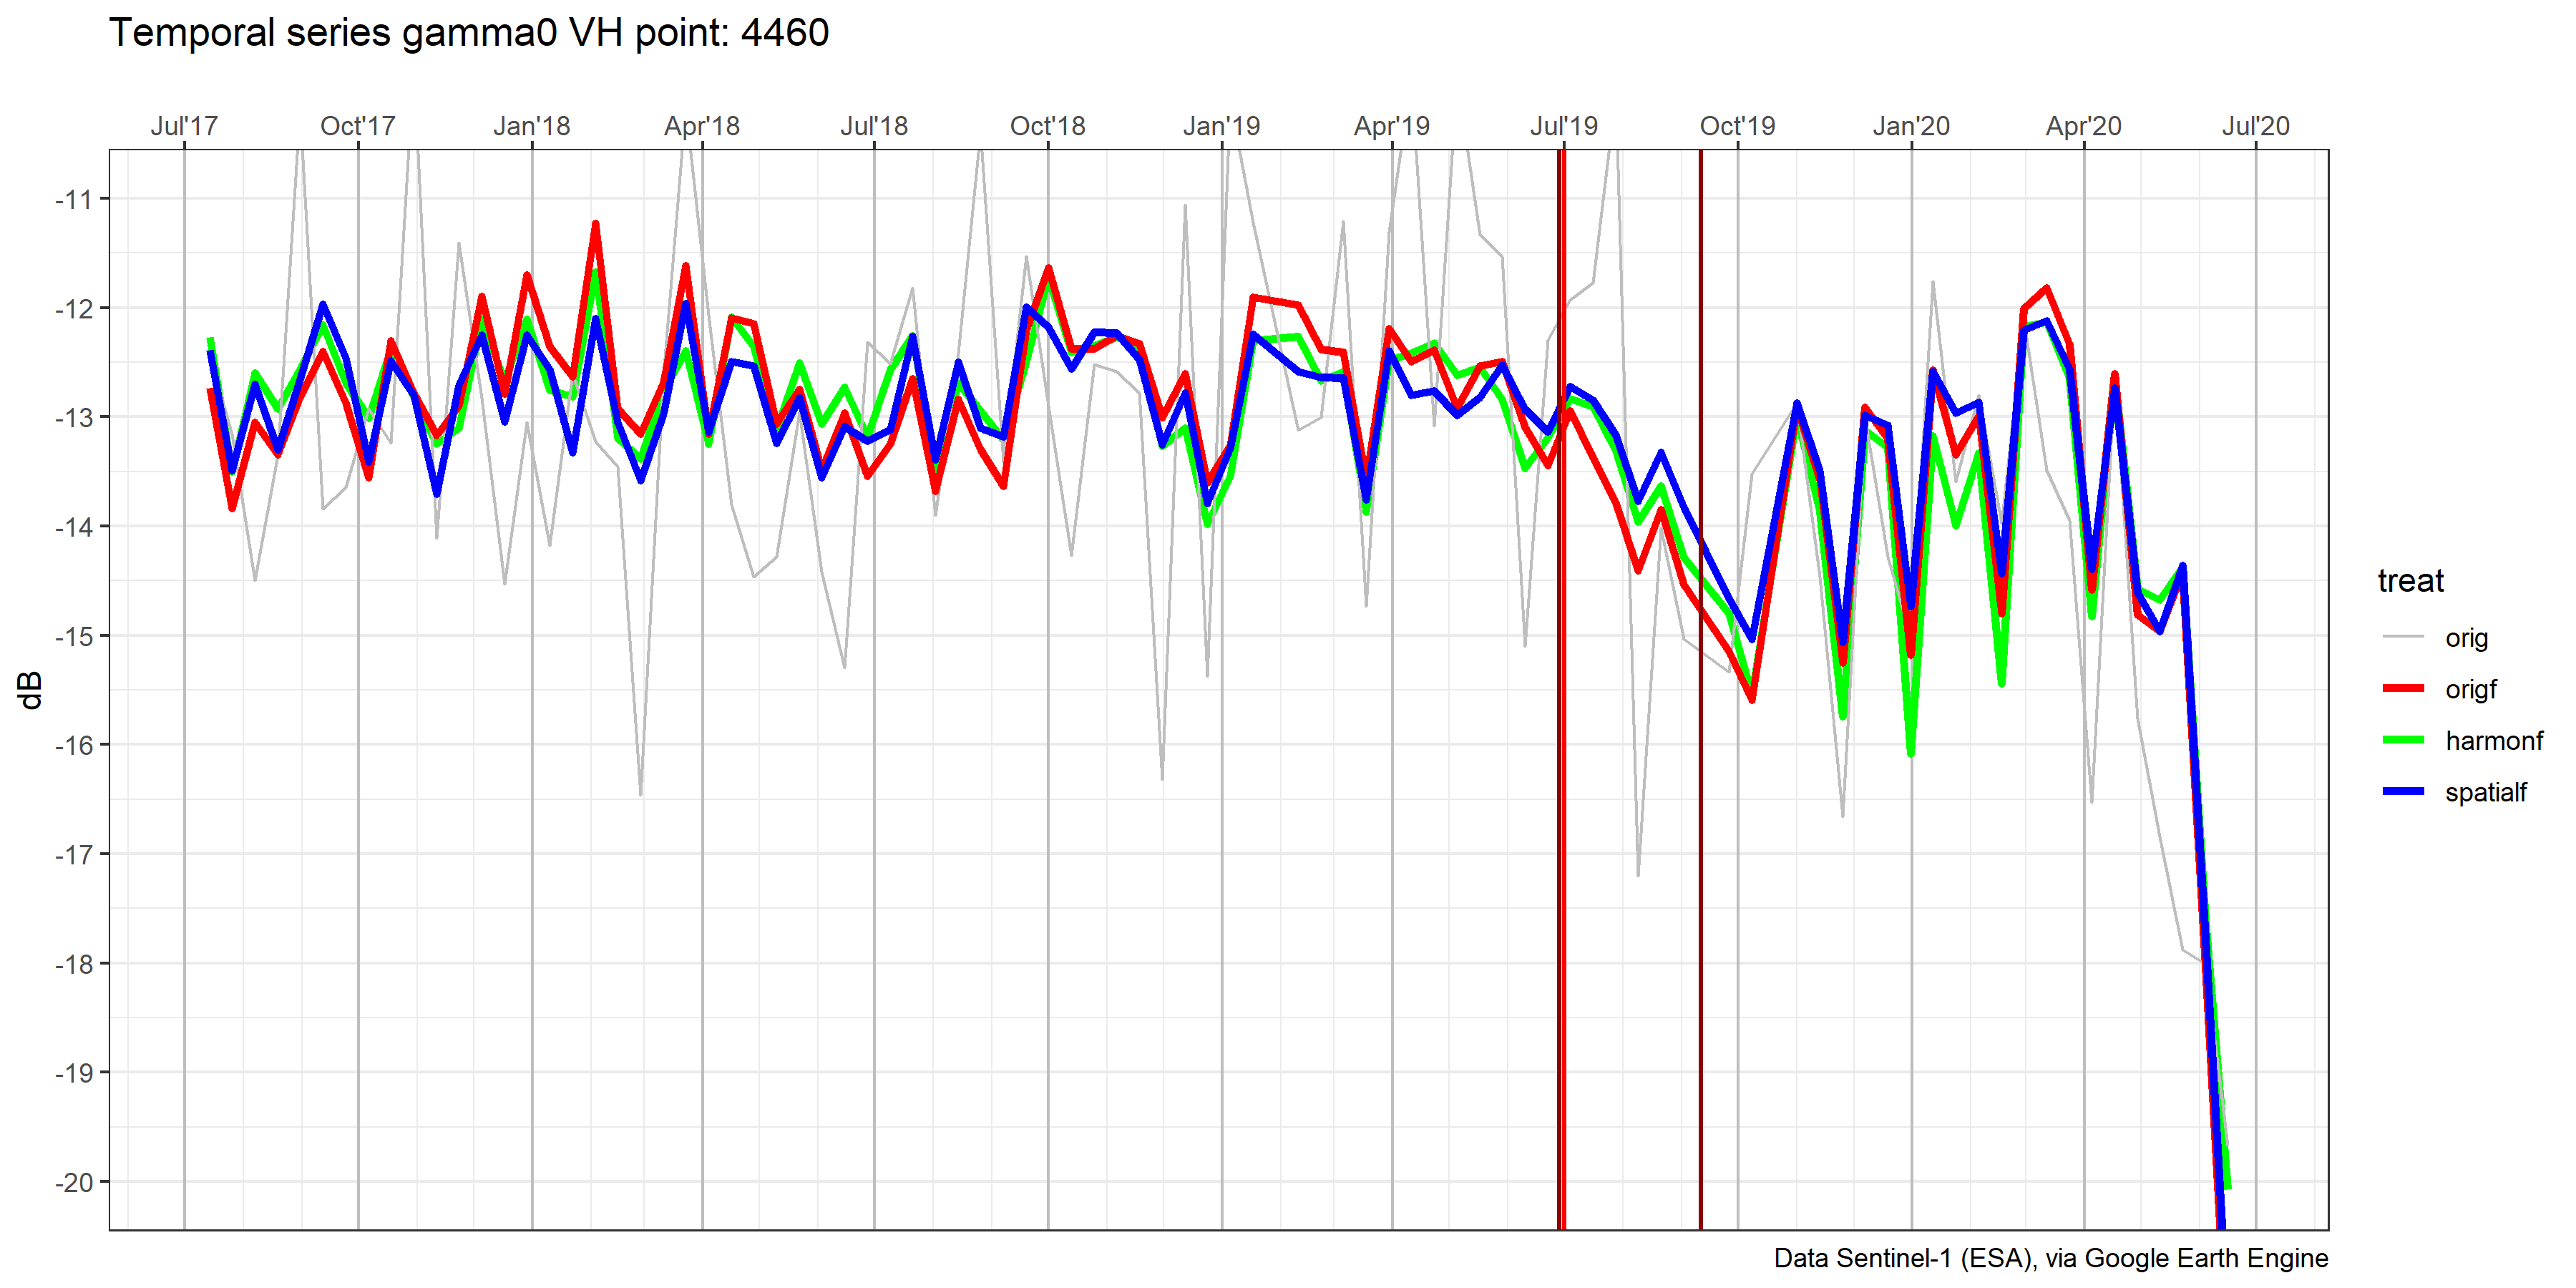 Temporal series gamma0 VH point: 4460
Jul'17 Oct'17 Jan'18 Apr'18 Jul'18 Oct'18 Jan'19 Apr'19 Jul'19 Oct'19 Jan'20 Apr'20 Jul'20
-11
-12
-13
-14
-15
-16
-17
-18
-19
-20
dB
treat
orig
origf
harmonf
spatialf
Data Sentinel-1 (ESA), via Google Earth Engine